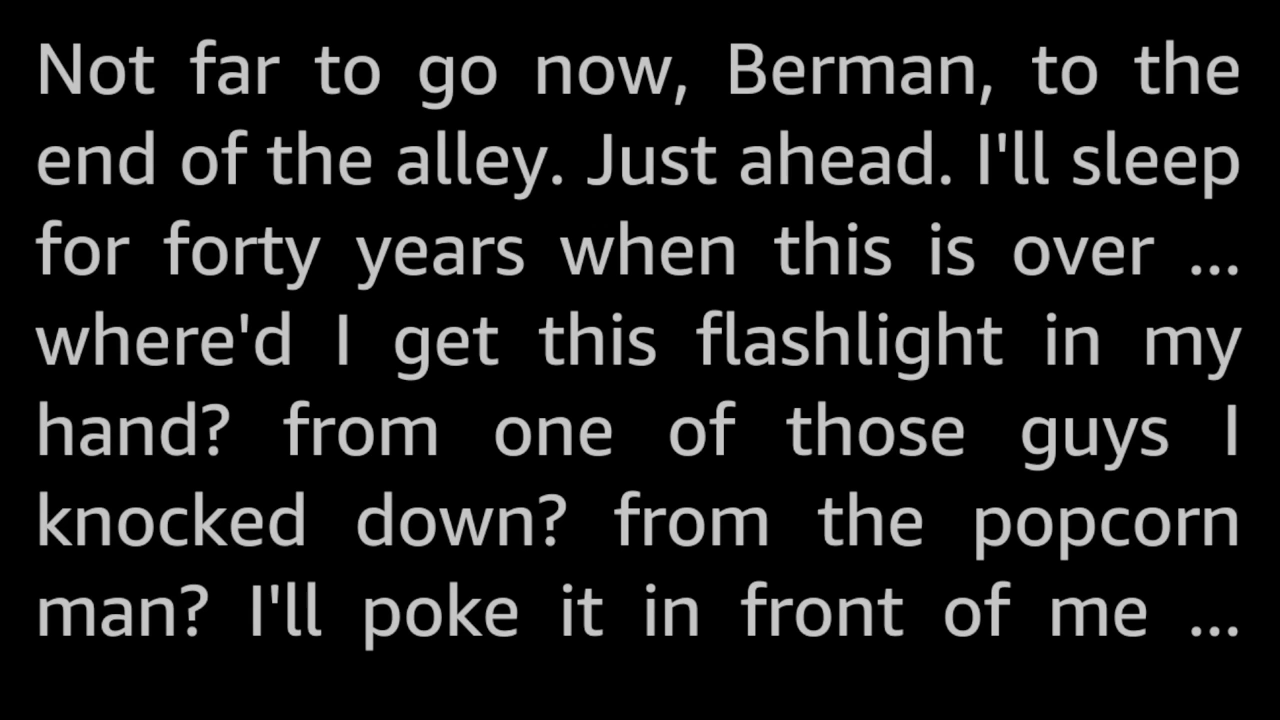 Not far to go now, Berman, to the
end of the alley. Just ahead. I'll sleep
for forty years when this is over ...
where'd I get this flashlight in my
hand? from one of those guys I
knocked down? from the popcorn
man? I'll poke it in front of me ...